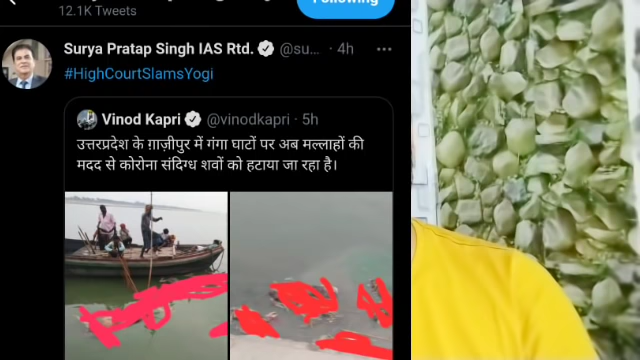 12.1K Tweets
Following
Surya Pratap Singh IAS Rtd. @su... · 4h
#HighCourtSlamsYogi
Vinod Kapri @vinodkapri · 5h
उत्तरप्रदेश के ग़ाज़ीपुर में गंगा घाटों पर अब मल्लाहों की
मदद से कोरोना संदिग्ध शवों को हटाया जा रहा है।